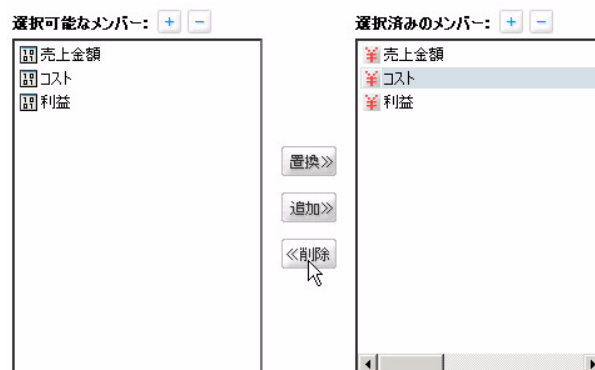 選択可能なメンバー: + −
売上金額
コスト
利益
置換≫
追加≫
≪削除
選択済みのメンバー: + −
¥ 売上金額
¥ コスト
¥ 利益